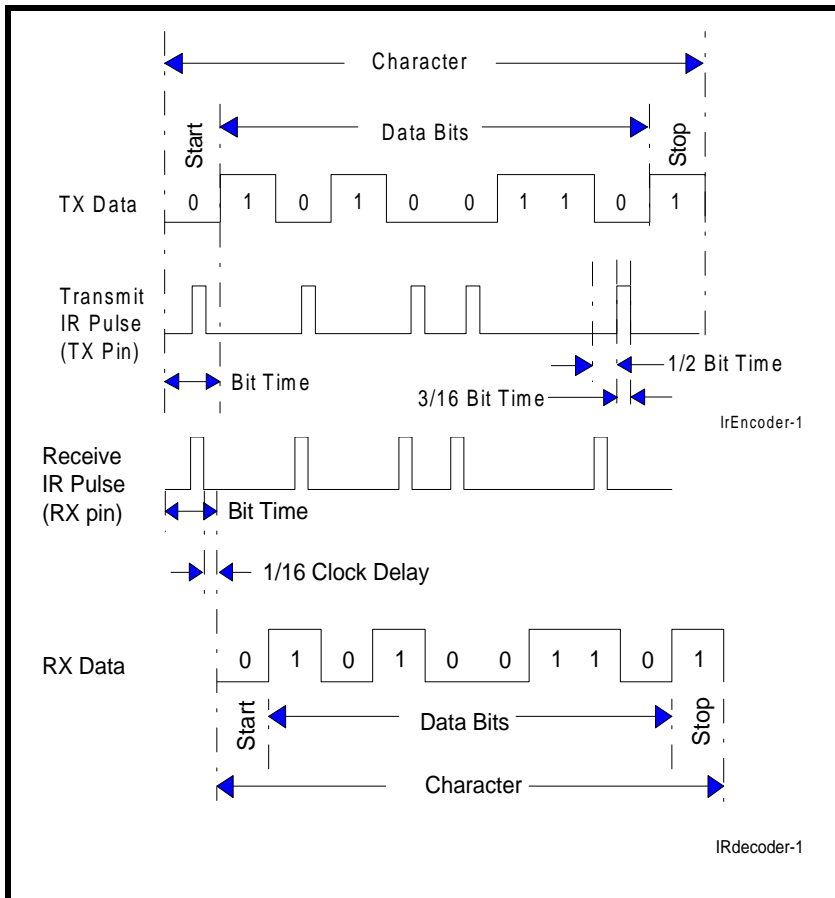 Character
Start
Data Bits
Stop
TX Data
0 1 0 1 0 0 1 1 0 1
Transmit
IR Pulse
(TX Pin)
Bit Time
1/2 Bit Time
3/16 Bit Time
IrEncoder-1
Receive
IR Pulse
(RX pin)
Bit Time
1/16 Clock Delay
RX Data
0 1 0 1 0 0 1 1 0 1
Start
Data Bits
Stop
Character
IRdecoder-1